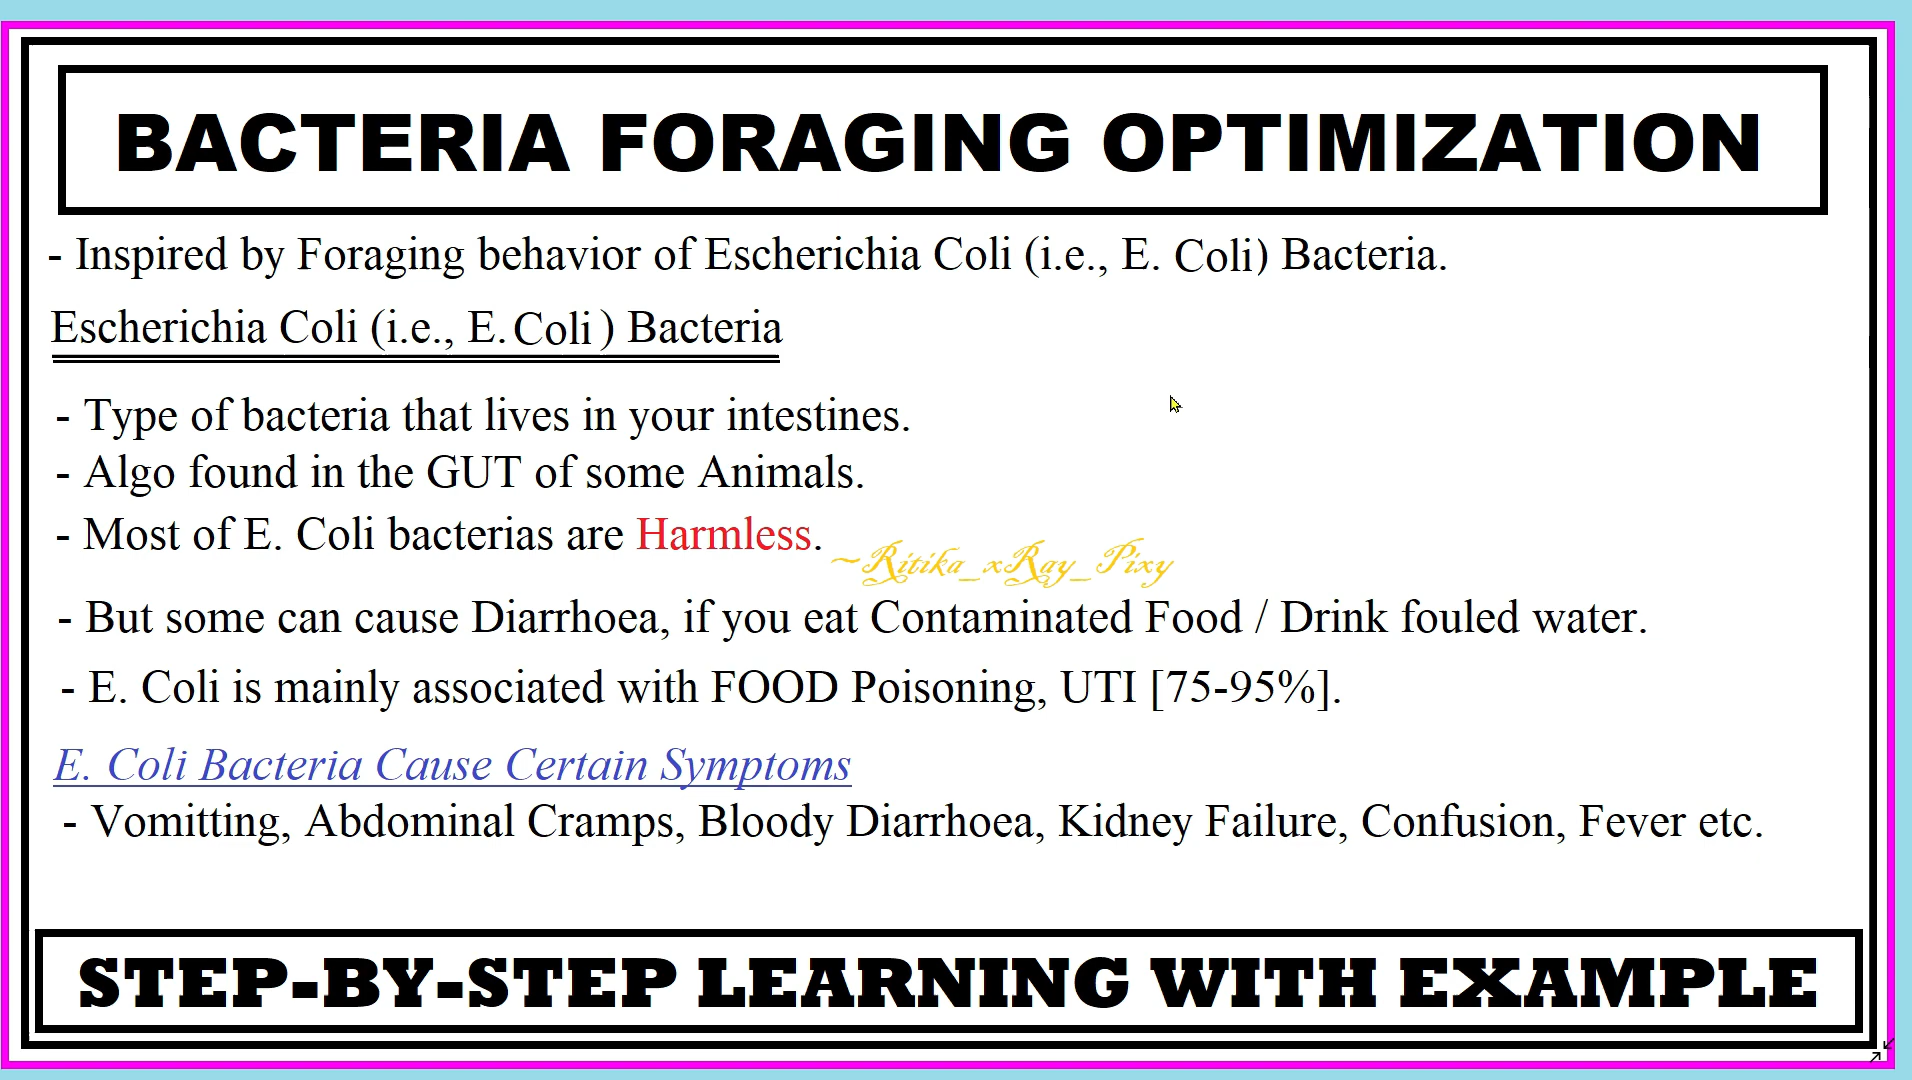 BACTERIA FORAGING OPTIMIZATION
- Inspired by Foraging behavior of Escherichia Coli (i.e., E. Coli) Bacteria.
Escherichia Coli (i.e., E. Coli ) Bacteria
- Type of bacteria that lives in your intestines.
- Algo found in the GUT of some Animals.
- Most of E. Coli bacterias are Harmless.
~Ritika_xRay_Pixy
- But some can cause Diarrhoea, if you eat Contaminated Food / Drink fouled water.
- E. Coli is mainly associated with FOOD Poisoning, UTI [75-95%].
E. Coli Bacteria Cause Certain Symptoms
- Vomitting, Abdominal Cramps, Bloody Diarrhoea, Kidney Failure, Confusion, Fever etc.
STEP-BY-STEP LEARNING WITH EXAMPLE